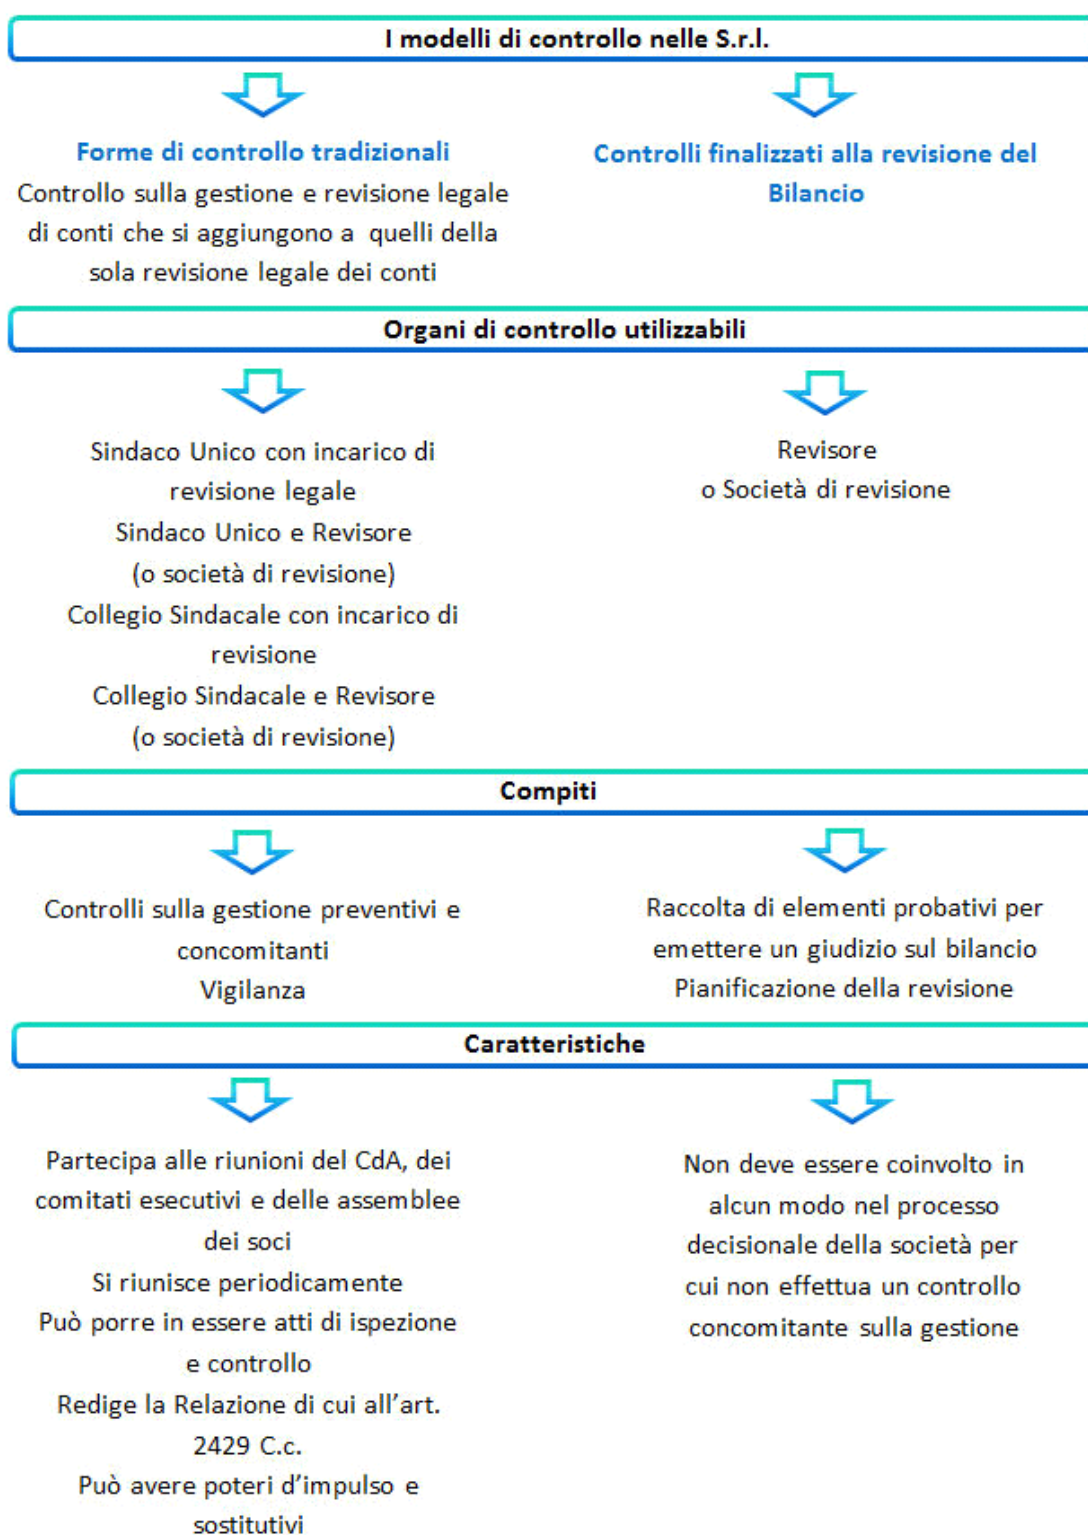 I modelli di controllo nelle S.r.l.
Forme di controllo tradizionali
Controllo sulla gestione e revisione legale
di conti che si aggiungono a quelli della
sola revisione legale dei conti
Controlli finalizzati alla revisione del
Bilancio
Organi di controllo utilizzabili
Sindaco Unico con incarico di
revisione legale
Sindaco Unico e Revisore
(o società di revisione)
Collegio Sindacale con incarico di
revisione
Collegio Sindacale e Revisore
(o società di revisione)
Revisore
o Società di revisione
Compiti
Controlli sulla gestione preventivi e
concomitanti
Vigilanza
Raccolta di elementi probativi per
emettere un giudizio sul bilancio
Pianificazione della revisione
Caratteristiche
Partecipa alle riunioni del CdA, dei
comitati esecutivi e delle assemblee
dei soci
Si riunisce periodicamente
Può porre in essere atti di ispezione
e controllo
Redige la Relazione di cui all’art.
2429 C.c.
Può avere poteri d’impulso e
sostitutivi
Non deve essere coinvolto in
alcun modo nel processo
decisionale della società per
cui non effettua un controllo
concomitante sulla gestione